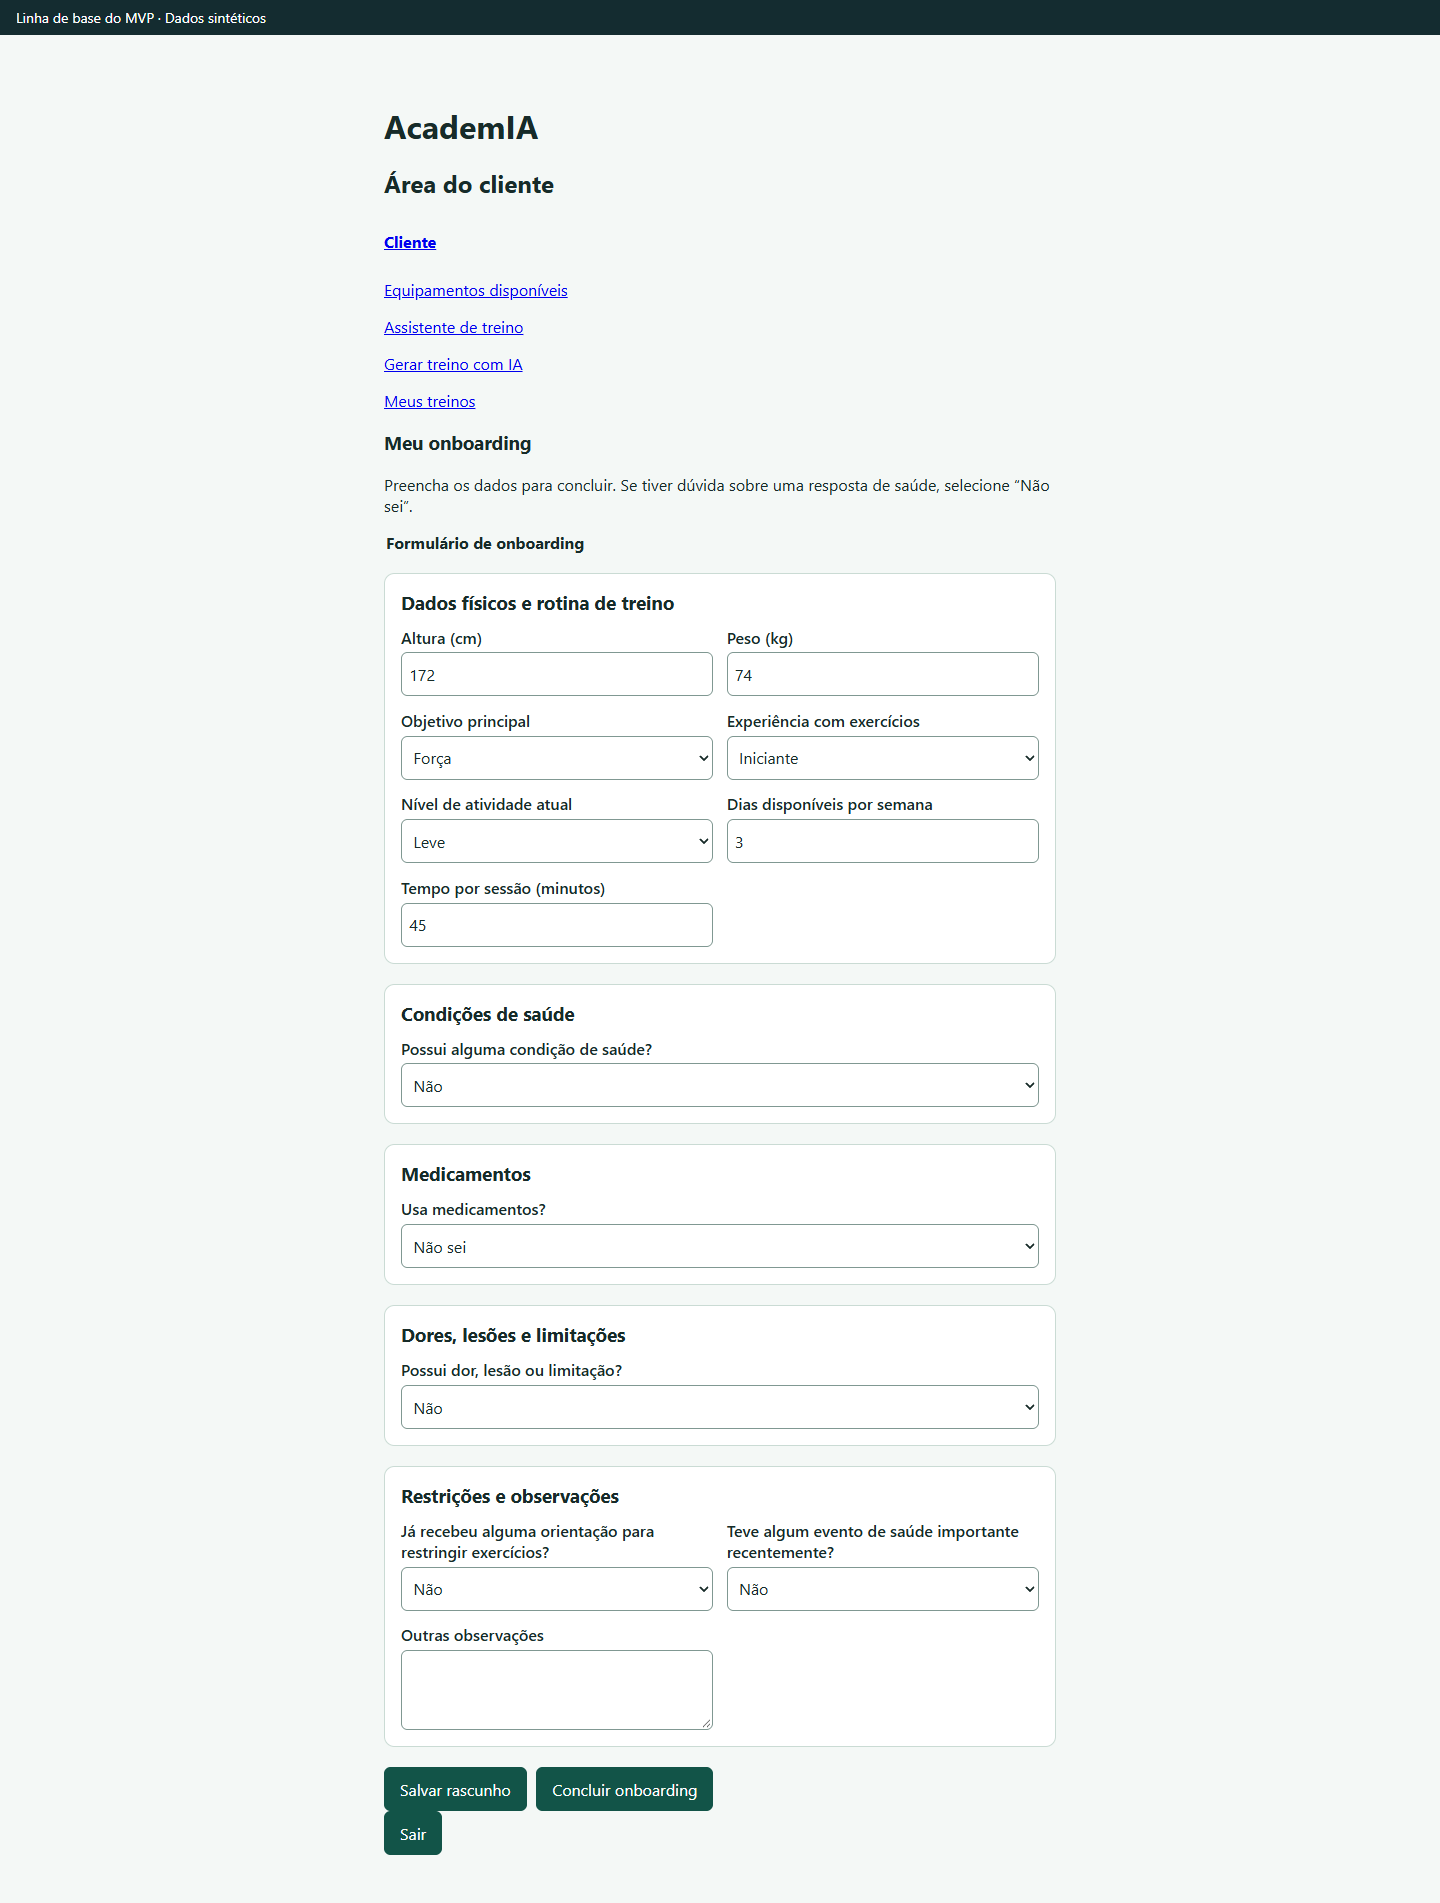 Linha de base do MVP · Dados sintéticos
AcademIA
Área do cliente
Cliente
Equipamentos disponíveis
Assistente de treino
Gerar treino com IA
Meus treinos
Meu onboarding
Preencha os dados para concluir. Se tiver dúvida sobre uma resposta de saúde, selecione “Não
sei”.
Formulário de onboarding
Dados físicos e rotina de treino
Altura (cm)
172
Peso (kg)
74
Objetivo principal
Força
Experiência com exercícios
Iniciante
Nível de atividade atual
Leve
Dias disponíveis por semana
3
Tempo por sessão (minutos)
45
Condições de saúde
Possui alguma condição de saúde?
Não
Medicamentos
Usa medicamentos?
Não sei
Dores, lesões e limitações
Possui dor, lesão ou limitação?
Não
Restrições e observações
Já recebeu alguma orientação para
restringir exercícios?
Não
Teve algum evento de saúde importante
recentemente?
Não
Outras observações
Salvar rascunho
Concluir onboarding
Sair